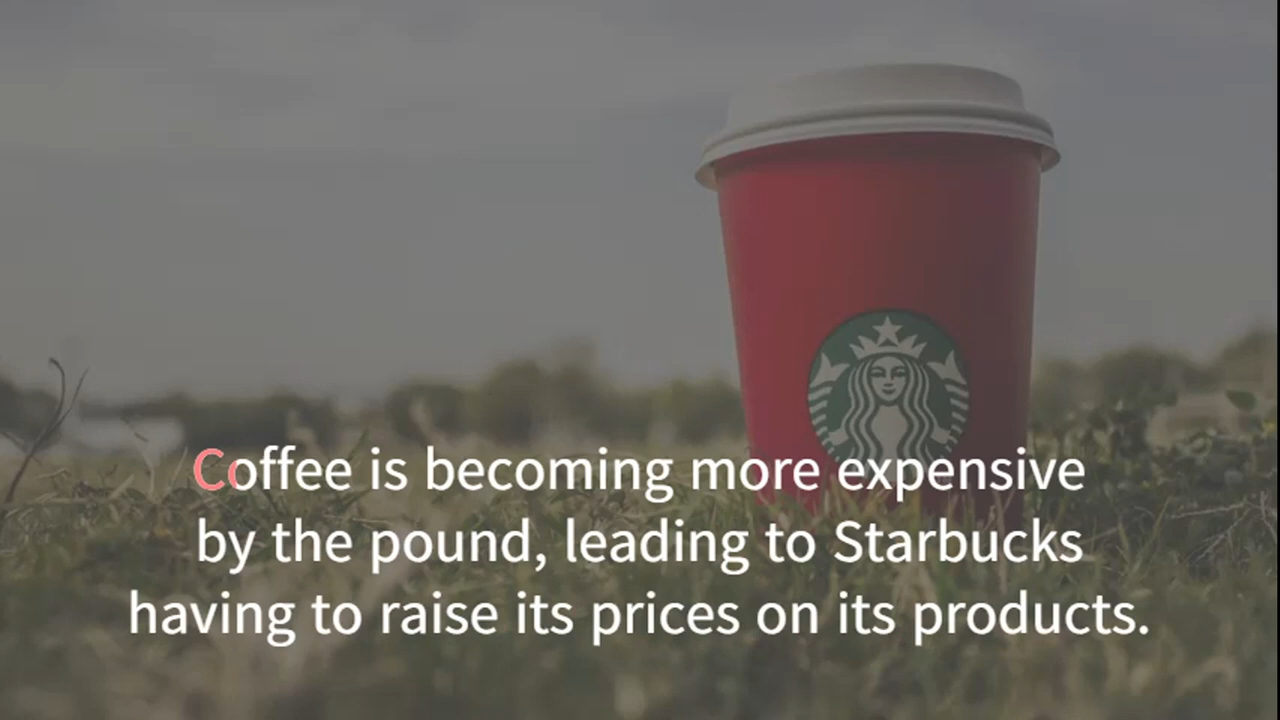 Coffee is becoming more expensive
by the pound, leading to Starbucks
having to raise its prices on its products.